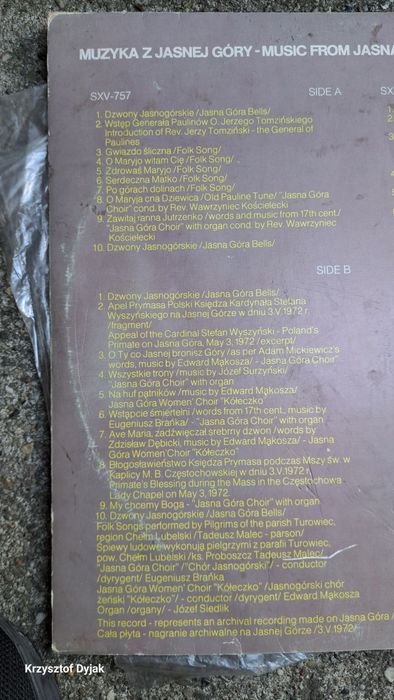 MUZYKA Z JASNEJ GÓRY - MUSIC FROM JASNA
SXV-757 SIDE A SX
1. Dzwony Jasnogórskie /Jasna Góra Bells/
2. Wstęp Generała Paulinów O. Jerzego Tomzińskiego
Introduction of Rev. Jerzy Tomziński - the General of
Paulines
3. Gwiazdo śliczna /Folk Song/
4. O Maryjo witam Cię /Folk Song/
5. Zdrowaś Maryjo /Folk Song/
6. Serdeczna Matko /Folk Song/
7. Po górach dolinach /Folk Song/
8. O Maryja cna Dziewica /Old Pauline Tune/ "Jasna Góra
Choir" cond. by Rev. Wawrzyniec Kościelecki
9. Zawitaj ranna Jutrzenko /words and music from 17th cent./
"Jasna Góra Choir" with organ cond. by Rev. Wawrzyniec
Kościelecki
10. Dzwony Jasnogórskie /Jasna Góra Bells/
SIDE B
1. Dzwony Jasnogórskie /Jasna Góra Bells/
2. Apel Prymasa Polski Księdza Kardynała Stefana
Wyszyńskiego na Jasnej Górze w dniu 3.V.1972 r.
/fragment/
Appeal of the Cardinal Stefan Wyszyński - Poland's
Primate on Jasna Góra, May 3, 1972 /excerpt/
3. O Ty co Jasnej bronisz Góry /as per Adam Mickiewicz's
words, music by Edward Mąkosza/ - Jasna Góra Choir"
4. Wszystkie trony /music by Józef Surzyński/
"Jasna Góra Choir" with organ
5. Na huf pątników /music by Edward Mąkosza/
Jasna Góra Women' Choir "Kółeczko"
6. Wstąpcie śmiertelni /words from 17th cent., music by
Eugeniusz Brańka/ - "Jasna Góra Choir" with organ
7. Ave Maria, zadźwięczał srebrny dzwon /words by
Zdzisław Dębicki, music by Edward Mąkosza/ - Jasna
Góra Women'Choir "Kółeczko"
8. Błogosławieństwo Księdza Prymasa podczas Mszy św. w
Kaplicy M. B. Częstochowskiej w dniu 3.V.1972 r.
Primate's Blessing during the Mass in the Częstochowa
Lady Chapel on May 3, 1972.
9. My chcemy Boga - "Jasna Góra Choir" with organ
10. Dzwony Jasnogórskie /Jasna Góra Bells/
Folk Songs performed by Pilgrims of the parish Turowiec,
region Chełm Lubelski / Tadeusz Malec - parson/
Śpiewy ludowe wykonują pielgrzymi z parafii Turowiec,
pow. Chełm Lubelski /ks. Proboszcz Tadeusz Malec/
"Jasna Góra Choir" /"Chór Jasnogórski"/ - conductor
/dyrygent/ Eugeniusz Brańka
Jasna Góra Women' Choir "Kółeczko" /Jasnogórski chór
żeński "Kółeczko"/ - conductor /dyrygent/ Edward Mąkosza
Organ /organy/ - Józef Siedlik
This record - represents an archival recording made on Jasna Góra /
Cała płyta - nagranie archiwalne na Jasnej Górze /3.V.1972/
Krzysztof Dyjak